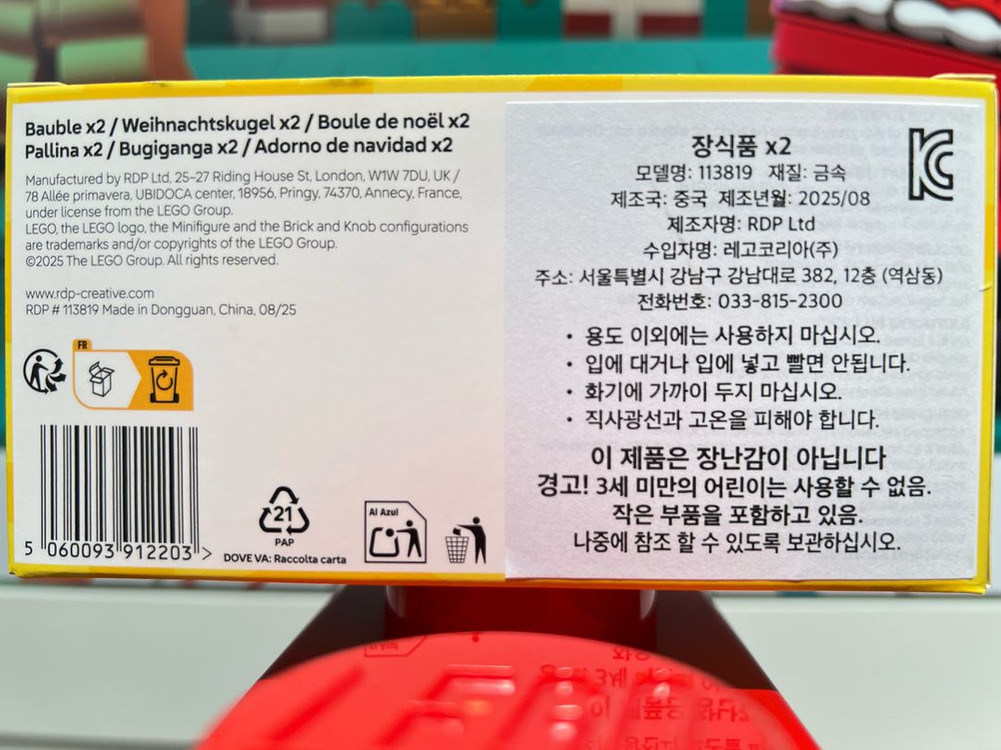 Bauble x2 / Weihnachtskugel x2 / Boule de noël x2
Pallina x2 / Bugiganga x2 / Adorno de navidad x2
Manufactured by RDP Ltd, 25-27 Riding House St, London, W1W 7DU, UK /
78 Allée primavera, UBIDOCA center, 18956, Pringy, 74370, Annecy, France,
under license from the LEGO Group.
LEGO, the LEGO logo, the Minifigure and the Brick and Knob configurations
are trademarks and/or copyrights of the LEGO Group.
©2025 The LEGO Group. All rights reserved.
www.rdp-creative.com
RDP # 113819 Made in Dongguan, China, 08/25
FR
5 060093 912203 >
21
PAP
DOVE VA: Raccolta carta
Al Azul
장식품 x2
모델명: 113819 재질: 금속
제조국: 중국 제조년월: 2025/08
제조자명: RDP Ltd
수입자명: 레고코리아(주)
주소: 서울특별시 강남구 강남대로 382, 12층 (역삼동)
전화번호: 033-815-2300
• 용도 이외에는 사용하지 마십시오.
• 입에 대거나 입에 넣고 빨면 안됩니다.
• 화기에 가까이 두지 마십시오.
• 직사광선과 고온을 피해야 합니다.
이 제품은 장난감이 아닙니다
경고! 3세 미만의 어린이는 사용할 수 없음.
작은 부품을 포함하고 있음.
나중에 참조 할 수 있도록 보관하십시오.
KC
LEGO